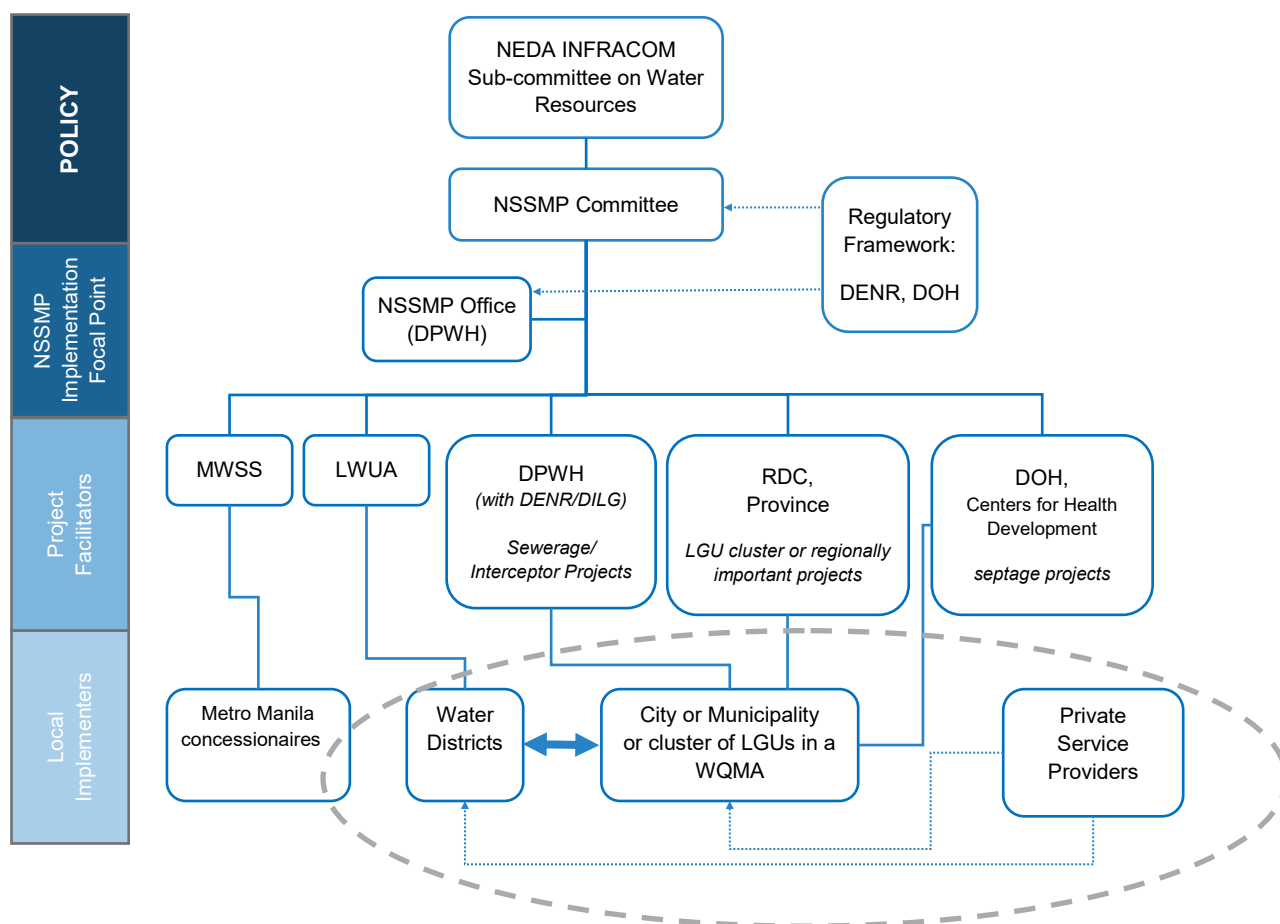 POLICY
NSSMP
Implementation
Focal Point
Project
Facilitators
Local
Implementers
NEDA INFRACOM
Sub-committee on Water
Resources
NSSMP Committee
Regulatory
Framework:
DENR, DOH
NSSMP Office
(DPWH)
MWSS
LWUA
DPWH
(with DENR/DILG)
Sewerage/
Interceptor Projects
RDC,
Province
LGU cluster or regionally
important projects
DOH,
Centers for Health
Development
septage projects
Metro Manila
concessionaires
Water
Districts
City or Municipality
or cluster of LGUs in a
WQMA
Private
Service
Providers